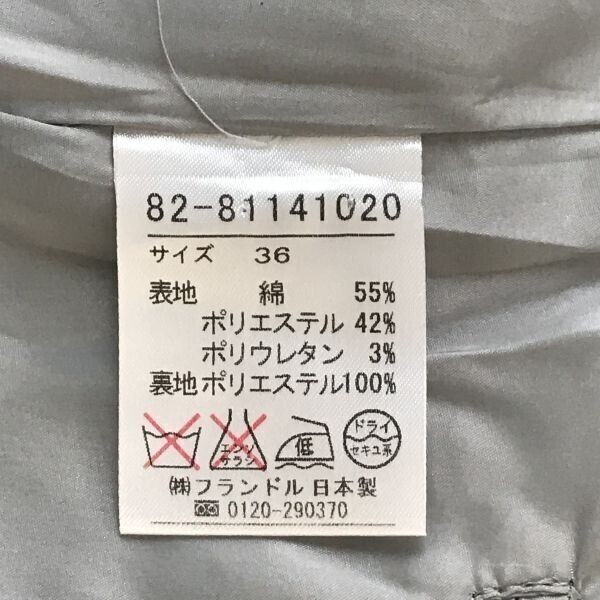 82-81141020
サイズ 36
表地 綿 55%
ポリエステル 42%
ポリウレタン 3%
裏地 ポリエステル 100%
エンソ
サラシ
低
ドライ
セキユ系
㈱フランドル 日本製
0120-290370